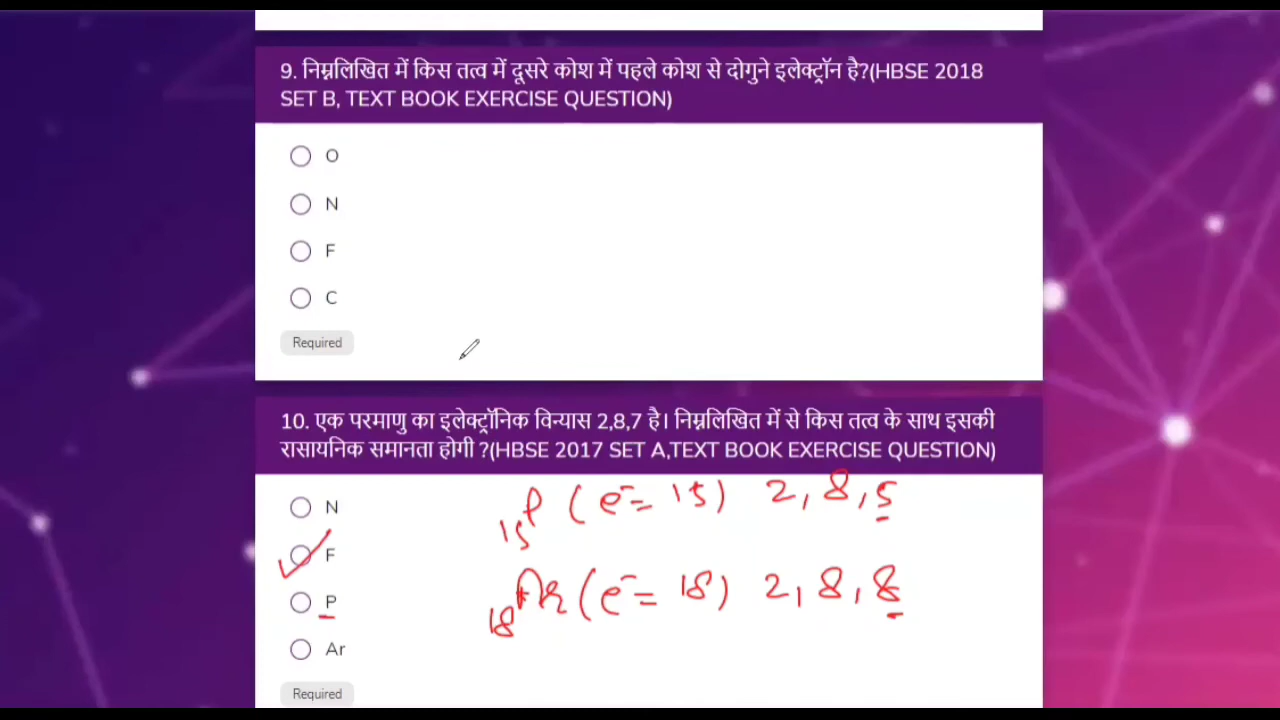 9. निम्नलिखित में किस तत्व में दूसरे कोश में पहले कोश से दोगुने इलेक्ट्रॉन है?(HBSE 2018
SET B, TEXT BOOK EXERCISE QUESTION)
O
N
F
C
Required
10. एक परमाणु का इलेक्ट्रॉनिक विन्यास 2,8,7 है। निम्नलिखित में से किस तत्व के साथ इसकी
रासायनिक समानता होगी ?(HBSE 2017 SET A,TEXT BOOK EXERCISE QUESTION)
N
F
P
Ar
Required
15P (e⁻= 15) 2, 8, 5
18Ar (e⁻= 18) 2, 8, 8